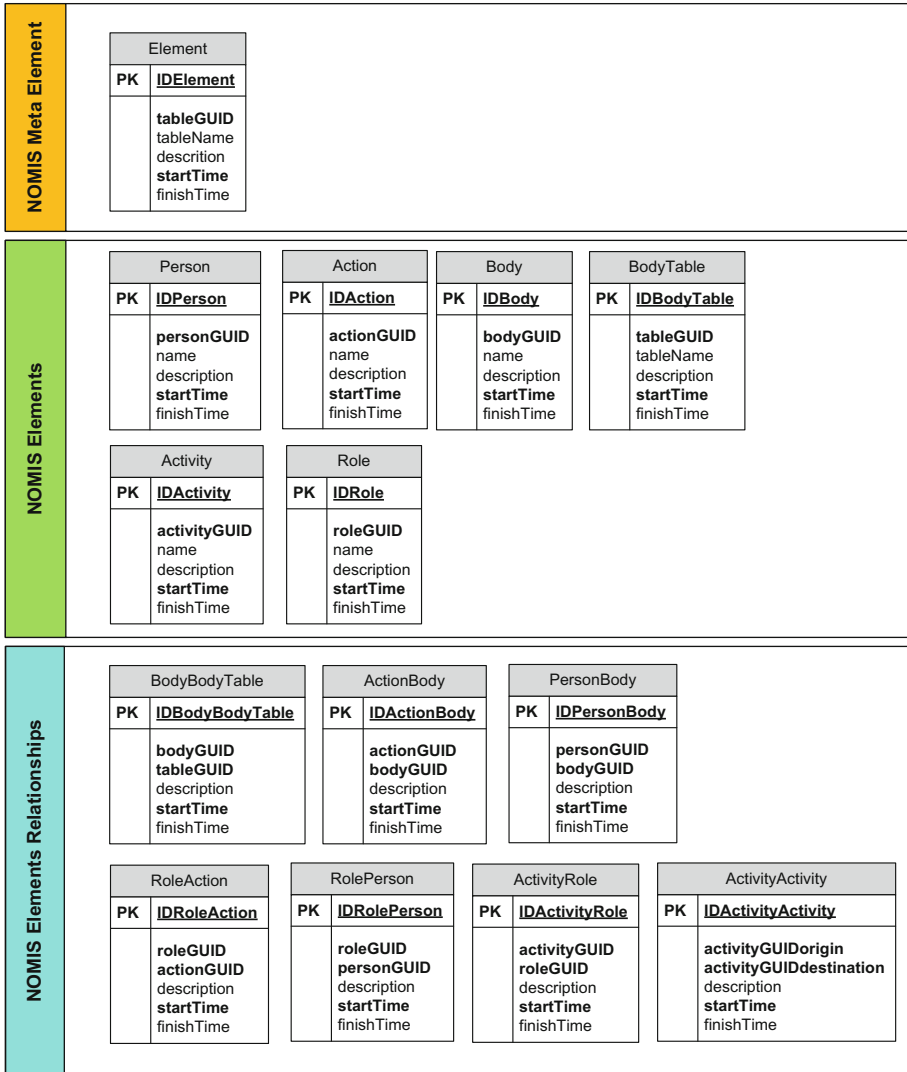 NOMIS Meta Element
Element
PK IDElement
tableGUID
tableName
descrition
startTime
finishTime
NOMIS Elements
Person
PK IDPerson
personGUID
name
description
startTime
finishTime
Action
PK IDAction
actionGUID
name
description
startTime
finishTime
Body
PK IDBody
bodyGUID
name
description
startTime
finishTime
BodyTable
PK IDBodyTable
tableGUID
tableName
description
startTime
finishTime
Activity
PK IDActivity
activityGUID
name
description
startTime
finishTime
Role
PK IDRole
roleGUID
name
description
startTime
finishTime
NOMIS Elements Relationships
BodyBodyTable
PK IDBodyBodyTable
bodyGUID
tableGUID
description
startTime
finishTime
ActionBody
PK IDActionBody
actionGUID
bodyGUID
description
startTime
finishTime
PersonBody
PK IDPersonBody
personGUID
bodyGUID
description
startTime
finishTime
RoleAction
PK IDRoleAction
roleGUID
actionGUID
description
startTime
finishTime
RolePerson
PK IDRolePerson
roleGUID
personGUID
description
startTime
finishTime
ActivityRole
PK IDActivityRole
activityGUID
roleGUID
description
startTime
finishTime
ActivityActivity
PK IDActivityActivity
activityGUIDorigin
activityGUIDdestination
description
startTime
finishTime